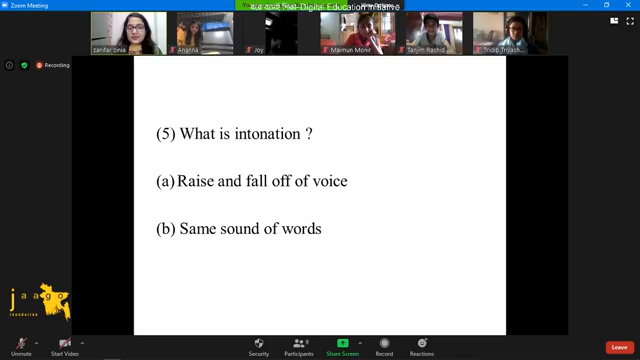 Zoom Meeting
Digital Education
zarifar zinia
Ananna
Joy
Maimun Monir
Tanjim Rashid
Recording
(5) What is intonation ?
(a) Raise and fall off of voice
(b) Same sound of words
jaago
foundation
Unmute
Start Video
Security
Participants
9
Share Screen
Record
Reactions
Leave